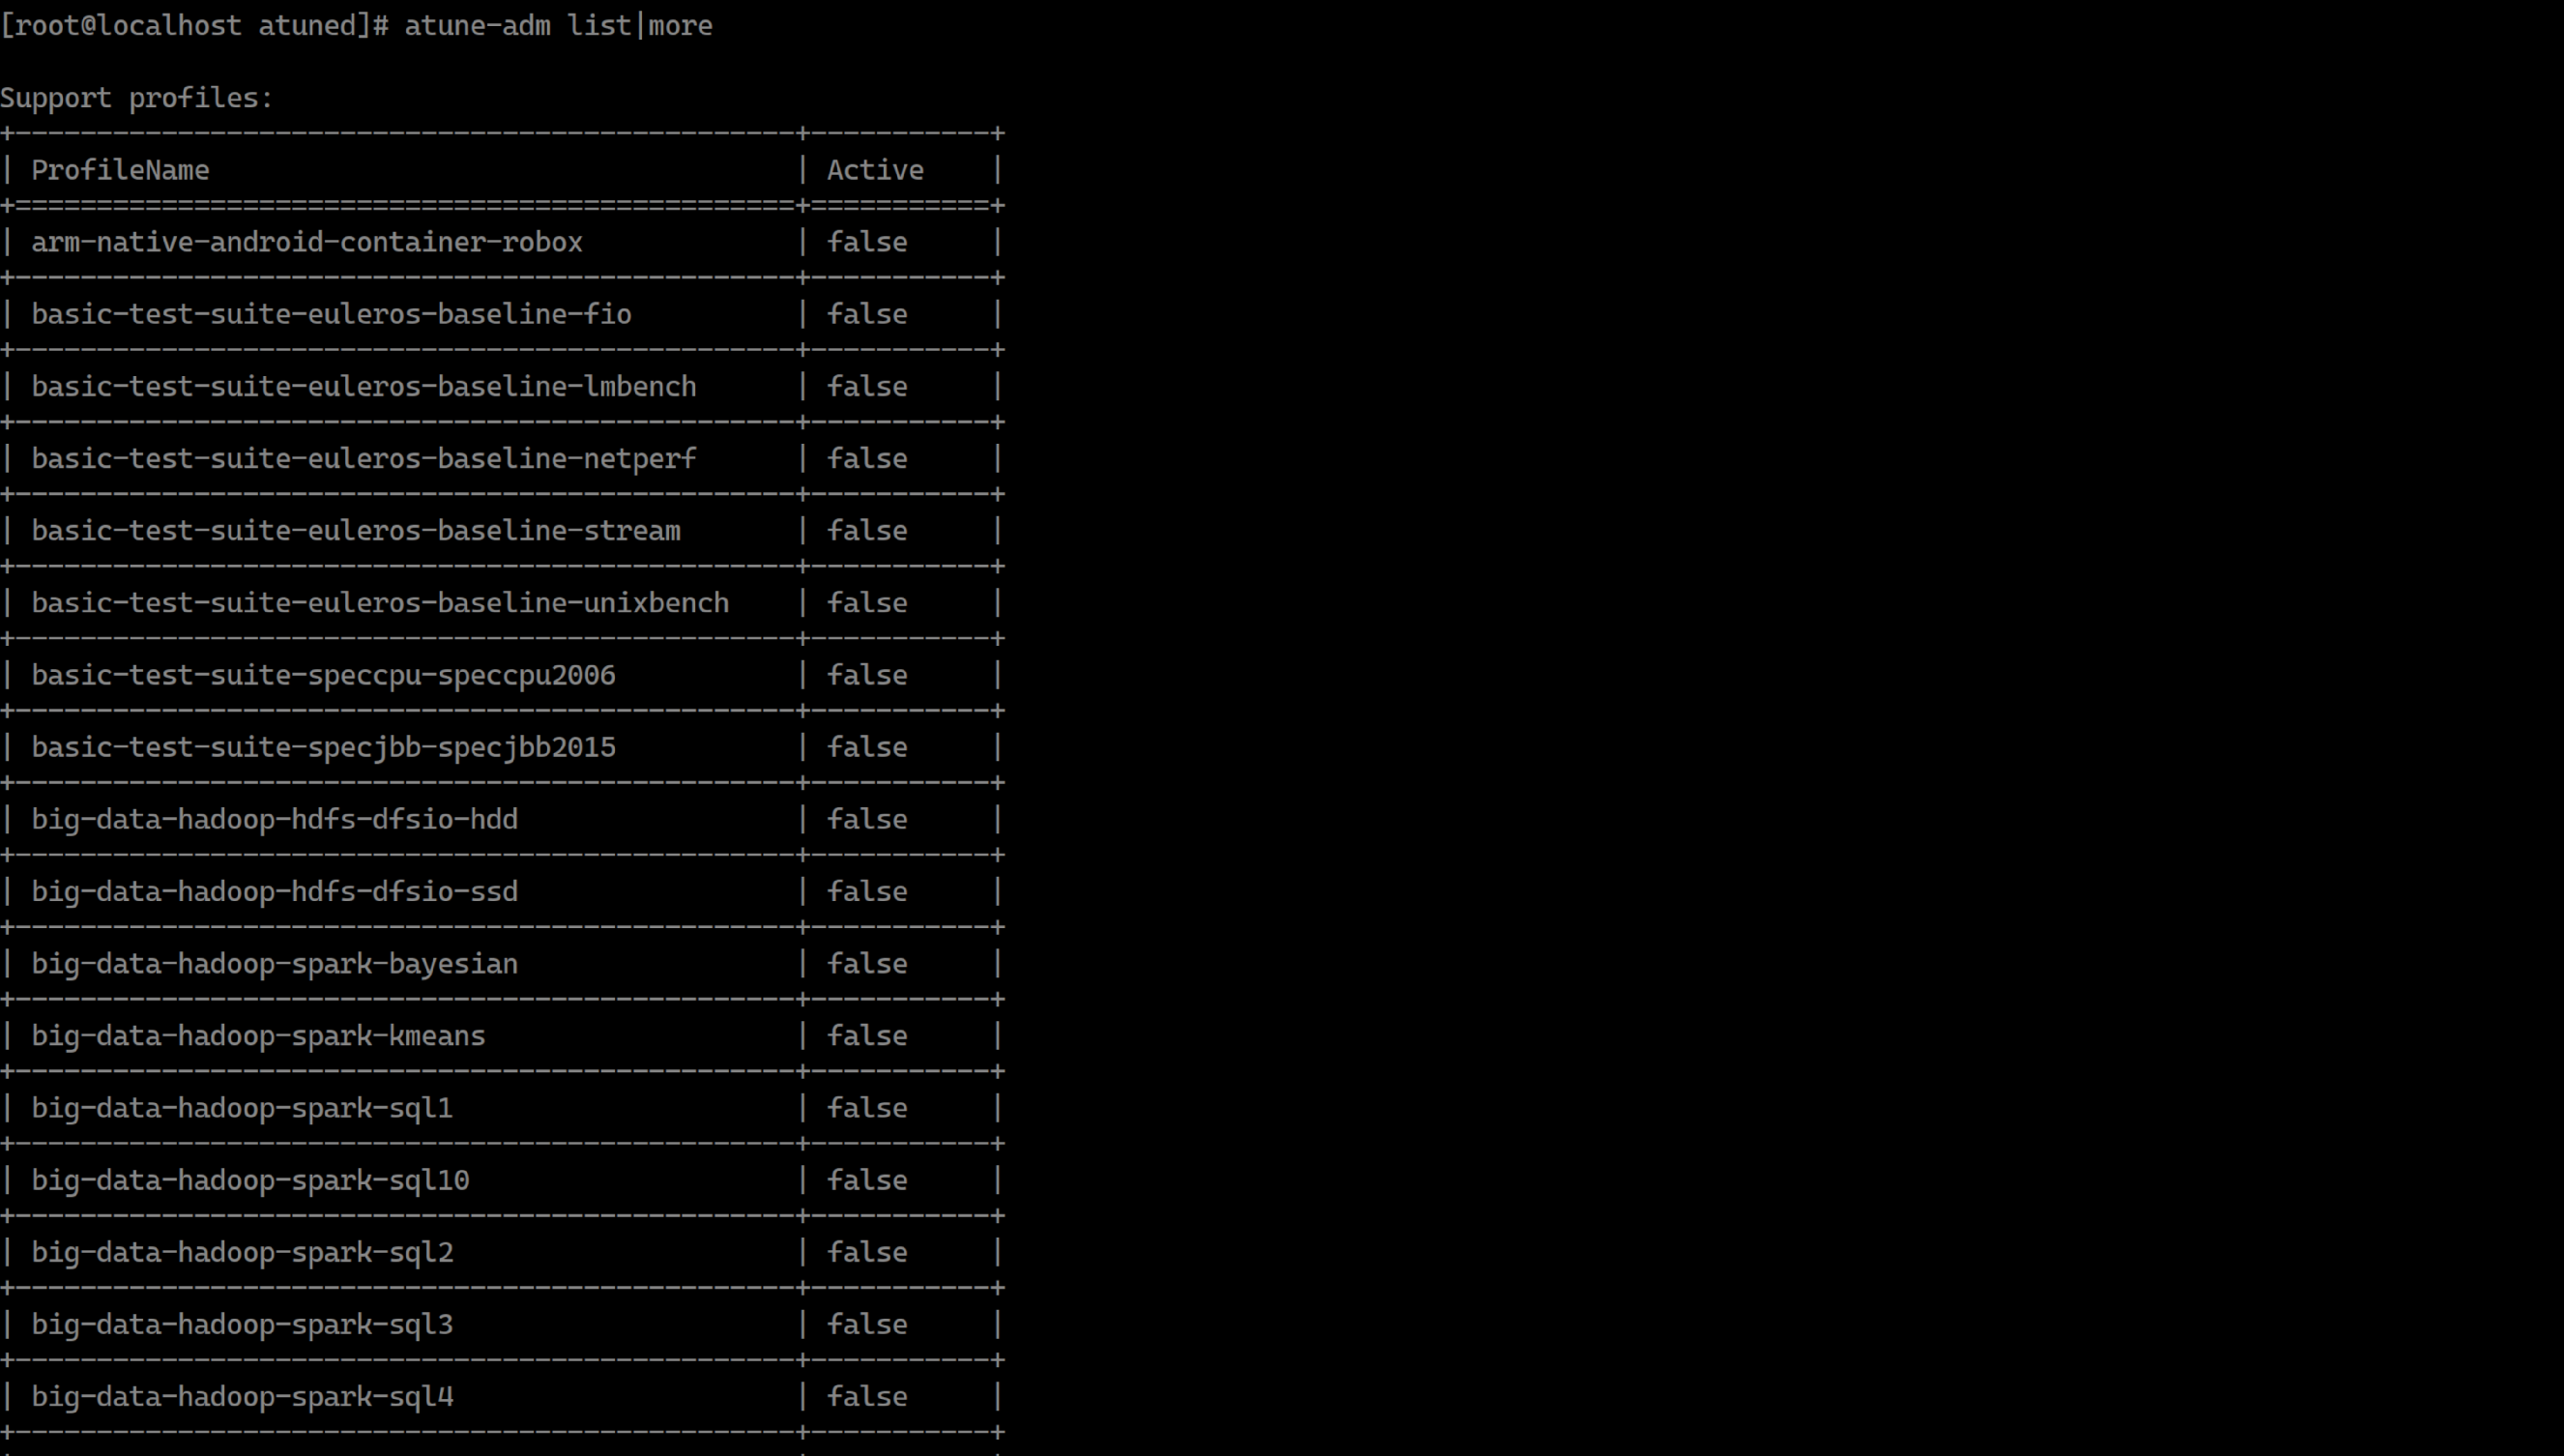 [root@localhost atuned]# atune-adm list|more

Support profiles:
+------------------------------------------------+-----------+
| ProfileName                                    | Active    |
+================================================+===========+
| arm-native-android-container-robox             | false     |
+------------------------------------------------+-----------+
| basic-test-suite-euleros-baseline-fio          | false     |
+------------------------------------------------+-----------+
| basic-test-suite-euleros-baseline-lmbench      | false     |
+------------------------------------------------+-----------+
| basic-test-suite-euleros-baseline-netperf      | false     |
+------------------------------------------------+-----------+
| basic-test-suite-euleros-baseline-stream       | false     |
+------------------------------------------------+-----------+
| basic-test-suite-euleros-baseline-unixbench    | false     |
+------------------------------------------------+-----------+
| basic-test-suite-speccpu-speccpu2006           | false     |
+------------------------------------------------+-----------+
| basic-test-suite-specjbb-specjbb2015           | false     |
+------------------------------------------------+-----------+
| big-data-hadoop-hdfs-dfsio-hdd                 | false     |
+------------------------------------------------+-----------+
| big-data-hadoop-hdfs-dfsio-ssd                 | false     |
+------------------------------------------------+-----------+
| big-data-hadoop-spark-bayesian                 | false     |
+------------------------------------------------+-----------+
| big-data-hadoop-spark-kmeans                   | false     |
+------------------------------------------------+-----------+
| big-data-hadoop-spark-sql1                     | false     |
+------------------------------------------------+-----------+
| big-data-hadoop-spark-sql10                    | false     |
+------------------------------------------------+-----------+
| big-data-hadoop-spark-sql2                     | false     |
+------------------------------------------------+-----------+
| big-data-hadoop-spark-sql3                     | false     |
+------------------------------------------------+-----------+
| big-data-hadoop-spark-sql4                     | false     |
+------------------------------------------------+-----------+